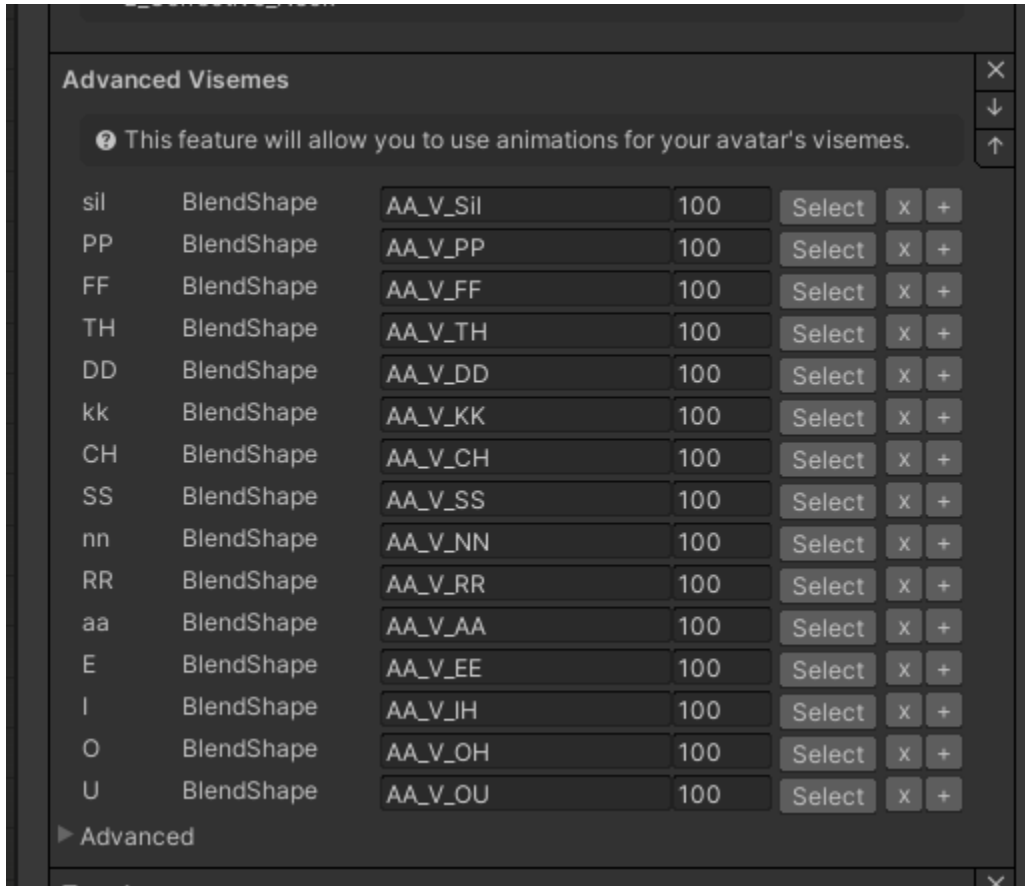 Advanced Visemes
This feature will allow you to use animations for your avatar's visemes.
sil BlendShape AA_V_Sil 100 Select x +
PP BlendShape AA_V_PP 100 Select x +
FF BlendShape AA_V_FF 100 Select x +
TH BlendShape AA_V_TH 100 Select x +
DD BlendShape AA_V_DD 100 Select x +
kk BlendShape AA_V_KK 100 Select x +
CH BlendShape AA_V_CH 100 Select x +
SS BlendShape AA_V_SS 100 Select x +
nn BlendShape AA_V_NN 100 Select x +
RR BlendShape AA_V_RR 100 Select x +
aa BlendShape AA_V_AA 100 Select x +
E BlendShape AA_V_EE 100 Select x +
I BlendShape AA_V_IH 100 Select x +
O BlendShape AA_V_OH 100 Select x +
U BlendShape AA_V_OU 100 Select x +
Advanced